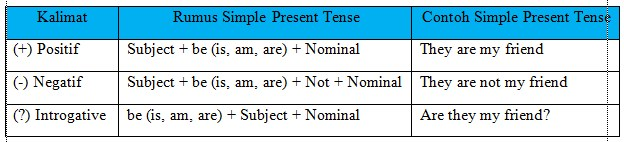 Kalimat Rumus Simple Present Tense Contoh Simple Present Tense
(+) Positif Subject + be (is, am, are) + Nominal They are my friend
(-) Negatif Subject + be (is, am, are) + Not + Nominal They are not my friend
(?) Introgative be (is, am, are) + Subject + Nominal Are they my friend?